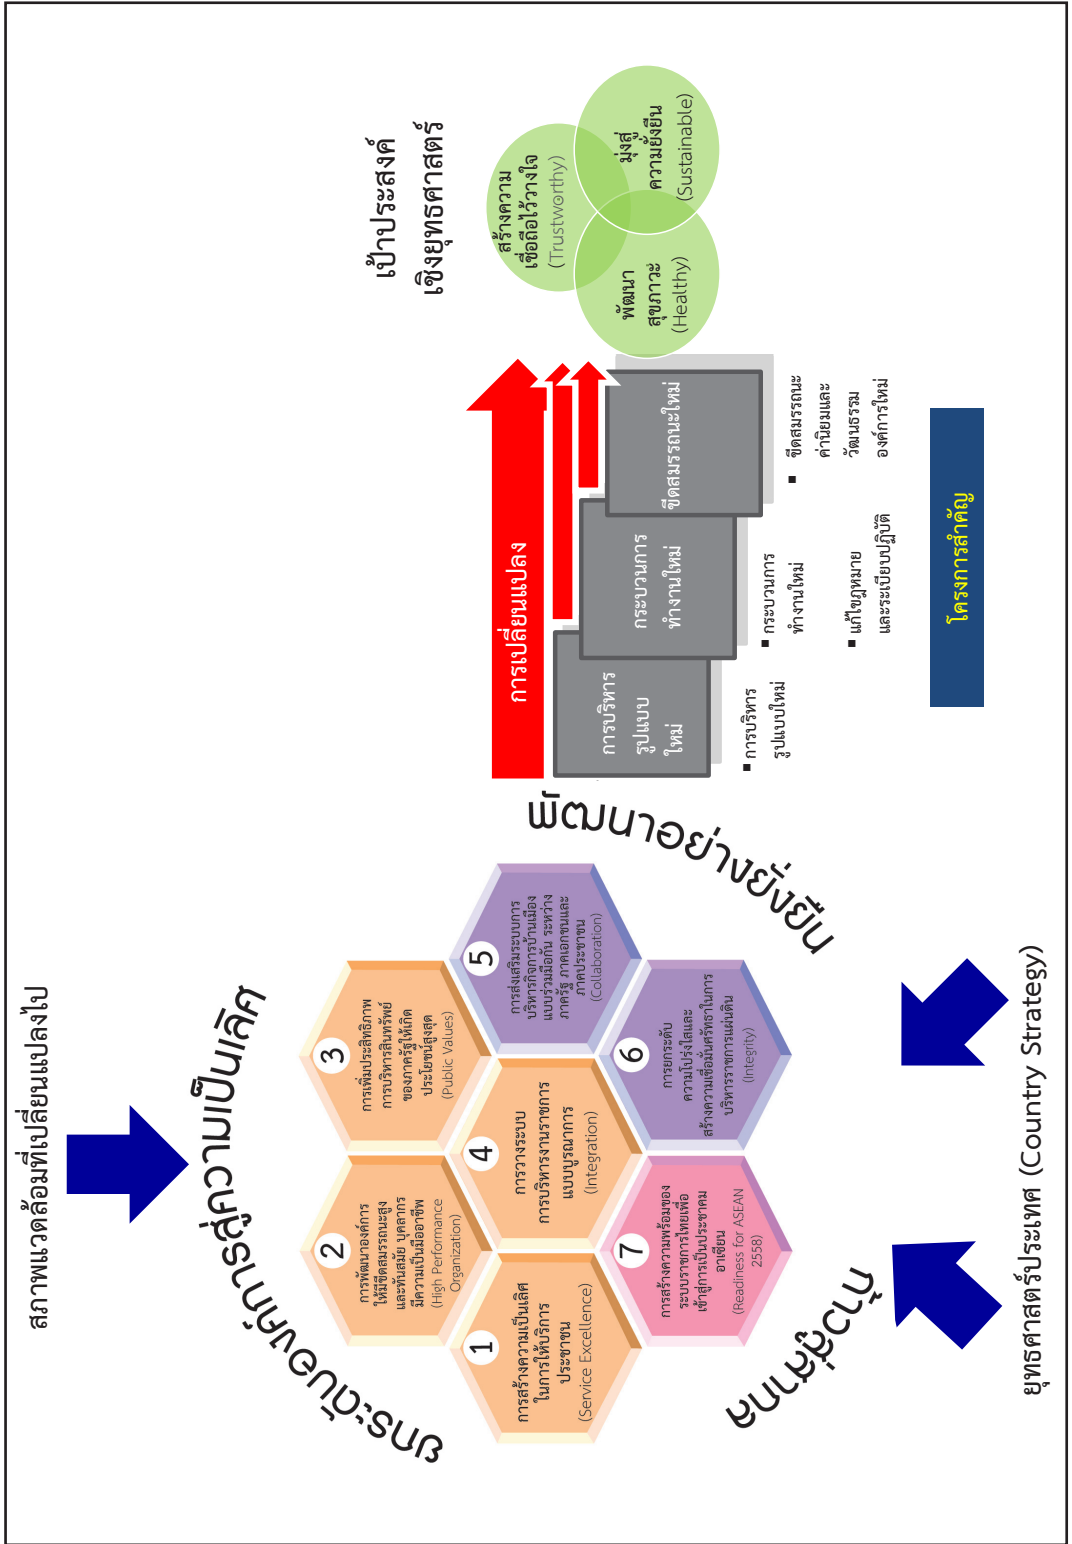 สภาพแวดล้อมที่เปลี่ยนแปลงไป
ยกระดับองค์การสู่ความเป็นเลิศ
1
การสร้างความเป็นเลิศ
ในการให้บริการ
ประชาชน
(Service Excellence)
2
การพัฒนาองค์การ
ให้มีขีดสมรรถนะสูง
และทันสมัย บุคลากร
มีความเป็นมืออาชีพ
(High Performance
Organization)
3
การเพิ่มประสิทธิภาพ
การบริหารสินทรัพย์
ของภาครัฐให้เกิด
ประโยชน์สูงสุด
(Public Values)
4
การวางระบบ
การบริหารงานราชการ
แบบบูรณาการ
(Integration)
5
การส่งเสริมระบบการ
บริหารกิจการบ้านเมือง
แบบร่วมมือกัน ระหว่าง
ภาครัฐ ภาคเอกชนและ
ภาคประชาชน
(Collaboration)
6
การยกระดับ
ความโปร่งใสและ
สร้างความเชื่อมั่นศรัทธาในการ
บริหารราชการแผ่นดิน
(Integrity)
7
การสร้างความพร้อมของ
ระบบราชการไทยเพื่อ
เข้าสู่การเป็นประชาคม
อาเซียน
(Readiness for ASEAN
2558)
ก้าวสู่สากล
พัฒนาอย่างยั่งยืน
ยุทธศาสตร์ประเทศ (Country Strategy)
การเปลี่ยนแปลง
การบริหาร
รูปแบบ
ใหม่
กระบวนการ
ทำงานใหม่
ขีดสมรรถนะใหม่
▪ การบริหาร
รูปแบบใหม่
▪ กระบวนการ
ทำงานใหม่
▪ แก้ไขกฎหมาย
และระเบียบปฏิบัติ
▪ ขีดสมรรถนะ
ค่านิยมและ
วัฒนธรรม
องค์การใหม่
โครงการสำคัญ
เป้าประสงค์
เชิงยุทธศาสตร์
สร้างความ
เชื่อถือไว้วางใจ
(Trustworthy)
พัฒนา
สุขภาวะ
(Healthy)
มุ่งสู่
ความยั่งยืน
(Sustainable)